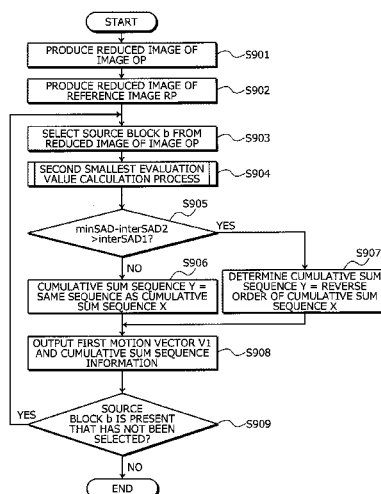 START
PRODUCE REDUCED IMAGE OF
IMAGE OP
S901
PRODUCE REDUCED IMAGE OF
REFERENCE IMAGE RP
S902
SELECT SOURCE BLOCK b FROM
REDUCED IMAGE OF IMAGE OP
S903
SECOND SMALLEST EVALUATION
VALUE CALCULATION PROCESS
S904
S905
minSAD-interSAD2
>interSAD1?
YES
NO
S906
S907
CUMULATIVE SUM SEQUENCE Y =
SAME SEQUENCE AS CUMULATIVE
SUM SEQUENCE X
DETERMINE CUMULATIVE SUM
SEQUENCE Y = REVERSE
ORDER OF CUMULATIVE SUM
SEQUENCE X
OUTPUT FIRST MOTION VECTOR V1
AND CUMULATIVE SUM SEQUENCE
INFORMATION
S908
YES
SOURCE
BLOCK b IS PRESENT
THAT HAS NOT BEEN
SELECTED?
S909
NO
END